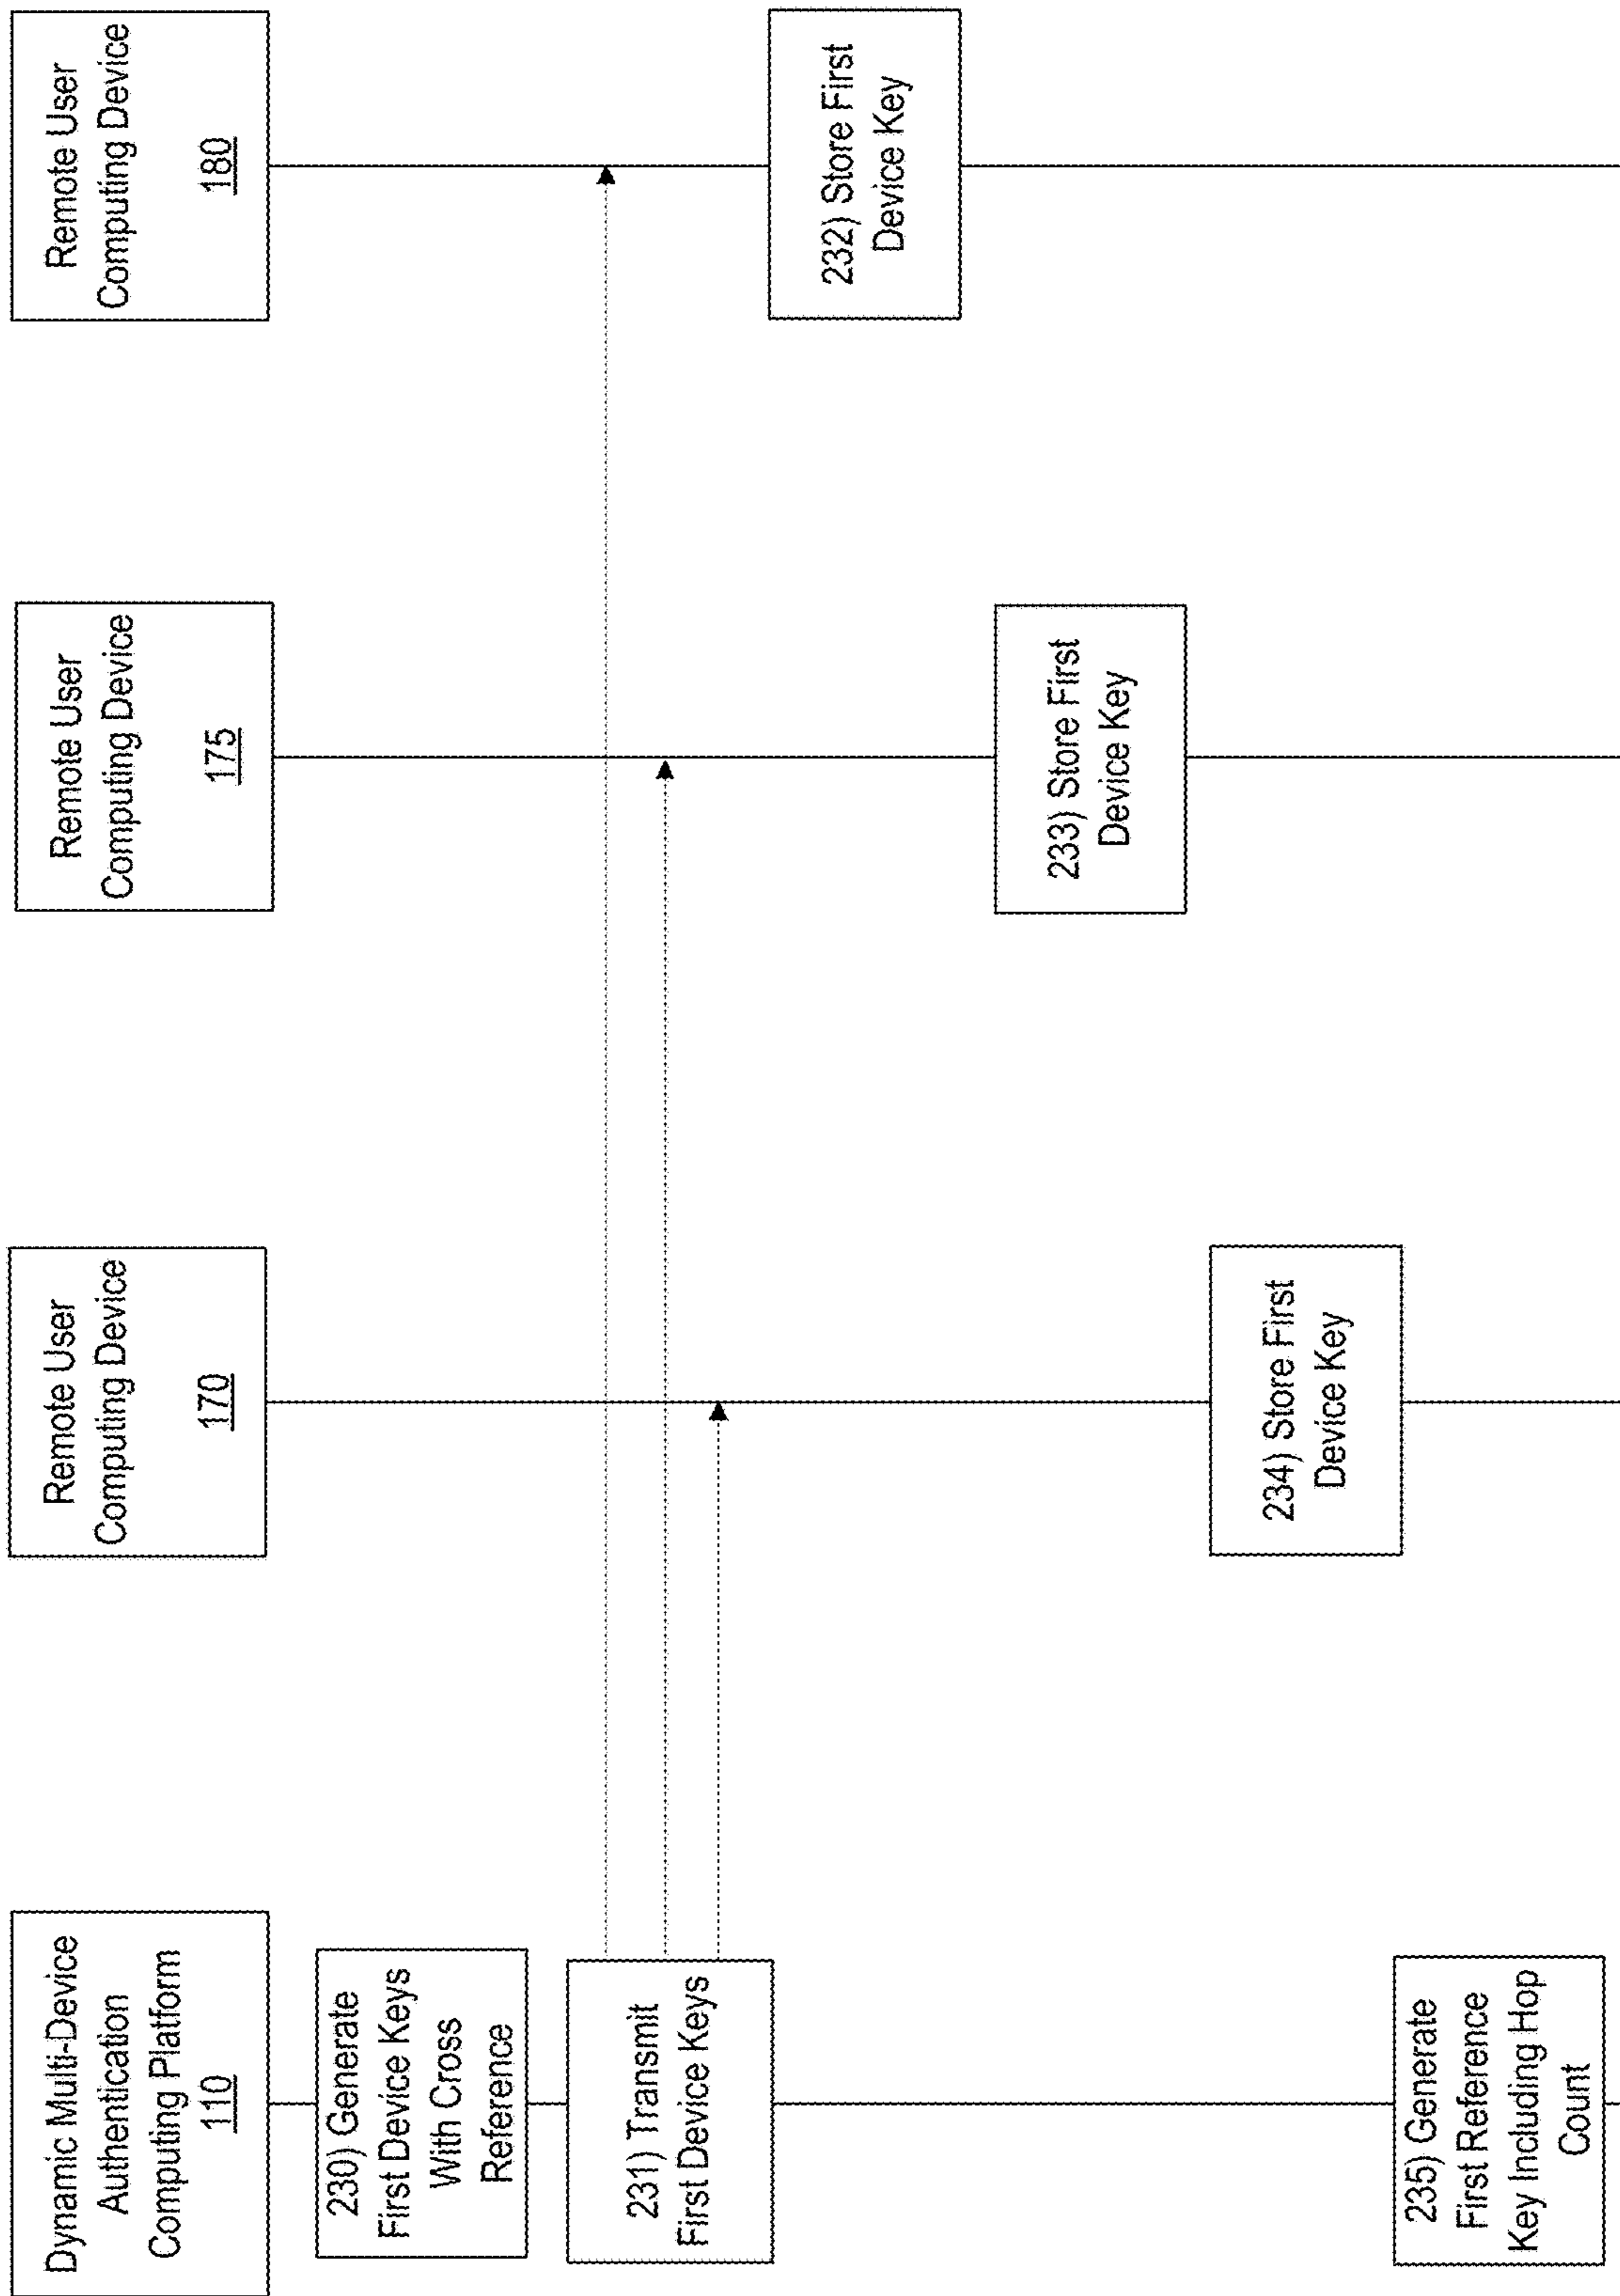 Dynamic Multi-Device
Authentication
Computing Platform
110
Remote User
Computing Device
170
Remote User
Computing Device
175
Remote User
Computing Device
180
230) Generate
First Device Keys
With Cross
Reference
231) Transmit
First Device Keys
232) Store First
Device Key
233) Store First
Device Key
234) Store First
Device Key
235) Generate
First Reference
Key Including Hop
Count